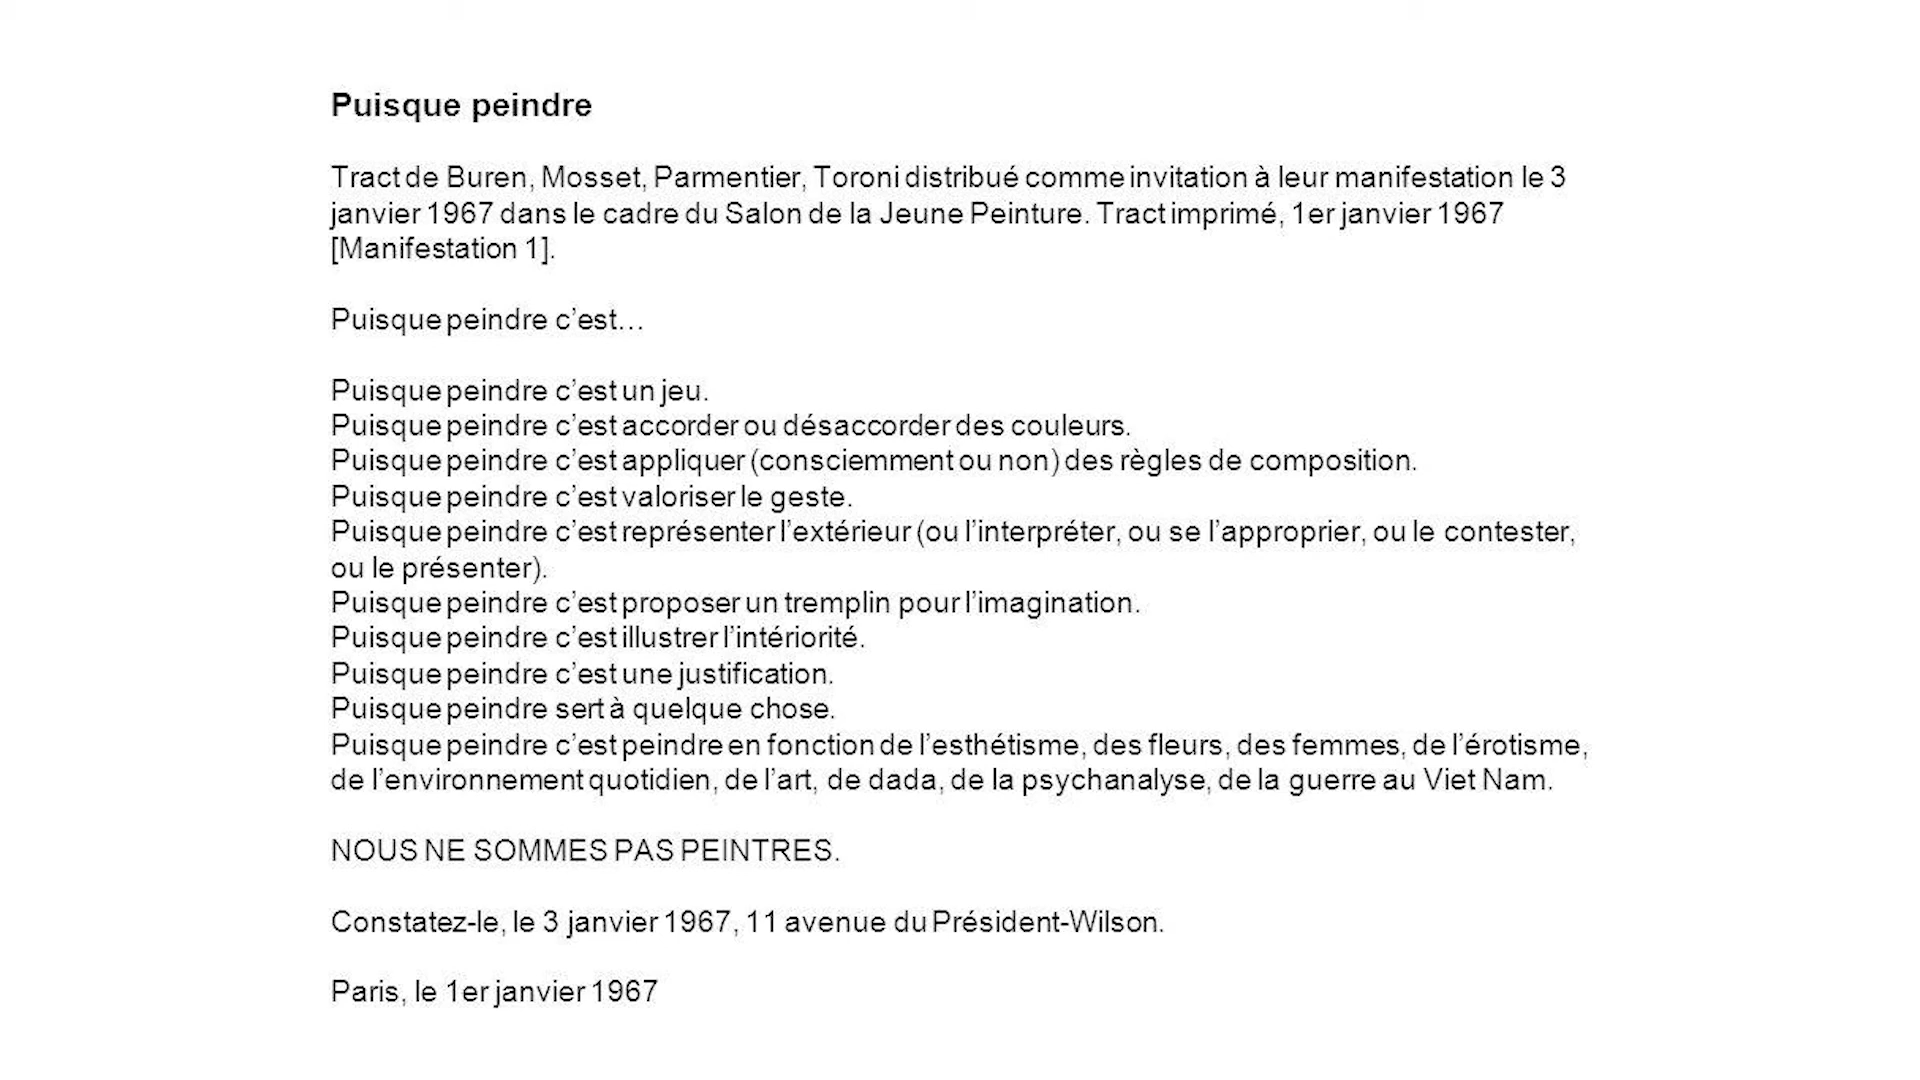 Puisque peindre
Tract de Buren, Mosset, Parmentier, Toroni distribué comme invitation à leur manifestation le 3
janvier 1967 dans le cadre du Salon de la Jeune Peinture. Tract imprimé, 1er janvier 1967
[Manifestation 1].
Puisque peindre c’est…
Puisque peindre c’est un jeu.
Puisque peindre c’est accorder ou désaccorder des couleurs.
Puisque peindre c’est appliquer (consciemment ou non) des règles de composition.
Puisque peindre c’est valoriser le geste.
Puisque peindre c’est représenter l’extérieur (ou l’interpréter, ou se l’approprier, ou le contester,
ou le présenter).
Puisque peindre c’est proposer un tremplin pour l’imagination.
Puisque peindre c’est illustrer l’intériorité.
Puisque peindre c’est une justification.
Puisque peindre sert à quelque chose.
Puisque peindre c’est peindre en fonction de l’esthétisme, des fleurs, des femmes, de l’érotisme,
de l’environnement quotidien, de l’art, de dada, de la psychanalyse, de la guerre au Viet Nam.
NOUS NE SOMMES PAS PEINTRES.
Constatez-le, le 3 janvier 1967, 11 avenue du Président-Wilson.
Paris, le 1er janvier 1967